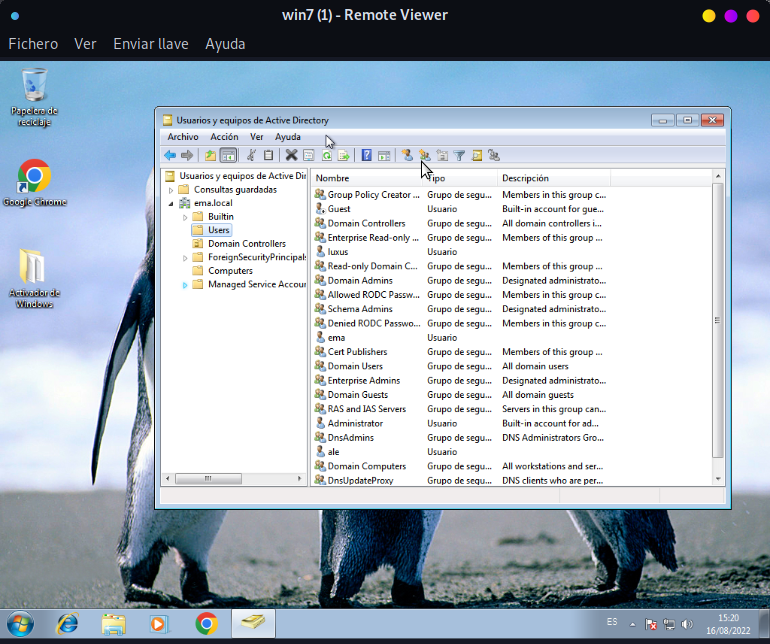 win7 (1) - Remote Viewer
Fichero Ver Enviar llave Ayuda
Papelera de
reciclaje
Google Chrome
Activador de
Windows
Usuarios y equipos de Active Directory
Archivo Acción Ver Ayuda
Usuarios y equipos de Active Dir
Consultas guardadas
ema.local
Builtin
Users
Domain Controllers
ForeignSecurityPrincipals
Computers
Managed Service Accour
Nombre Tipo Descripción
Group Policy Creator ... Grupo de segu... Members in this group c...
Guest Usuario Built-in account for gue...
Domain Controllers Grupo de segu... All domain controllers i...
Enterprise Read-only ... Grupo de segu... Members of this group ...
luxus Usuario
Read-only Domain C... Grupo de segu... Members of this group ...
Domain Admins Grupo de segu... Designated administrato...
Allowed RODC Passw... Grupo de segu... Members in this group c...
Schema Admins Grupo de segu... Designated administrato...
Denied RODC Passwo... Grupo de segu... Members in this group c...
ema Usuario
Cert Publishers Grupo de segu... Members of this group ...
Domain Users Grupo de segu... All domain users
Enterprise Admins Grupo de segu... Designated administrato...
Domain Guests Grupo de segu... All domain guests
RAS and IAS Servers Grupo de segu... Servers in this group can...
Administrator Usuario Built-in account for ad...
DnsAdmins Grupo de segu... DNS Administrators Gro...
ale Usuario
Domain Computers Grupo de segu... All workstations and ser...
DnsUpdateProxy Grupo de segu... DNS clients who are per...
ES
15:20
16/08/2022